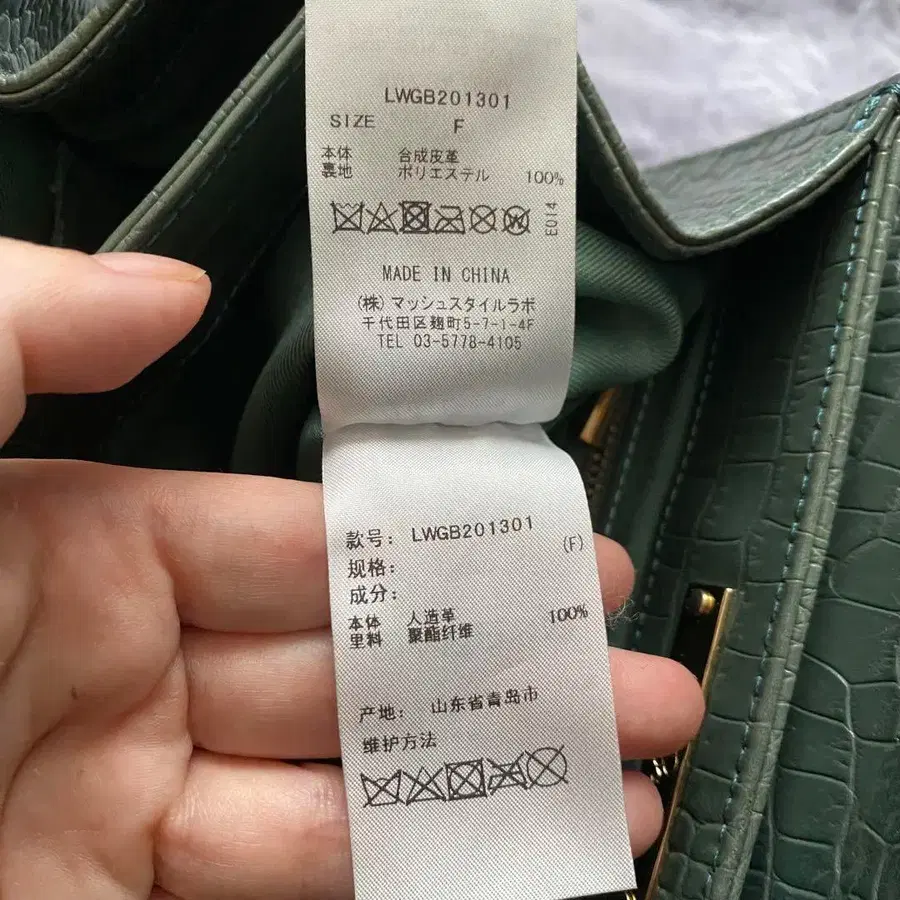 LWGB201301
SIZE F
本体 合成皮革
裏地 ポリエステル 100%
E014
MADE IN CHINA
(株)マッシュスタイルラボ
千代田区麹町5-7-1-4F
TEL 03-5778-4105
款号: LWGB201301
(F)
规格:
成分:
本体 人造革 100%
里料 聚酯纤维
产地: 山东省青岛市
维护方法